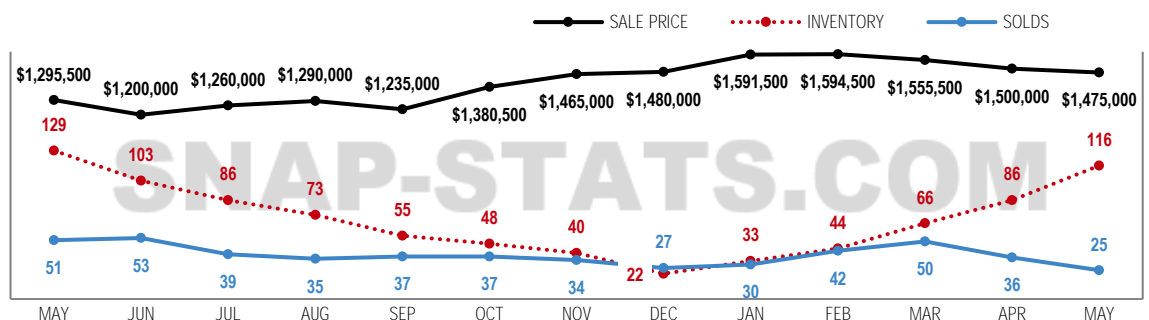 SALE PRICE INVENTORY SOLDS
$1,295,500 $1,200,000 $1,260,000 $1,290,000 $1,235,000 $1,380,500 $1,465,000 $1,480,000 $1,591,500 $1,594,500 $1,555,500 $1,500,000 $1,475,000
129 103 86 73 55 48 40 22 33 44 66 86 116
SNAP-STATS.COM
51 53 39 35 37 37 34 27 30 42 50 36 25
MAY JUN JUL AUG SEP OCT NOV DEC JAN FEB MAR APR MAY